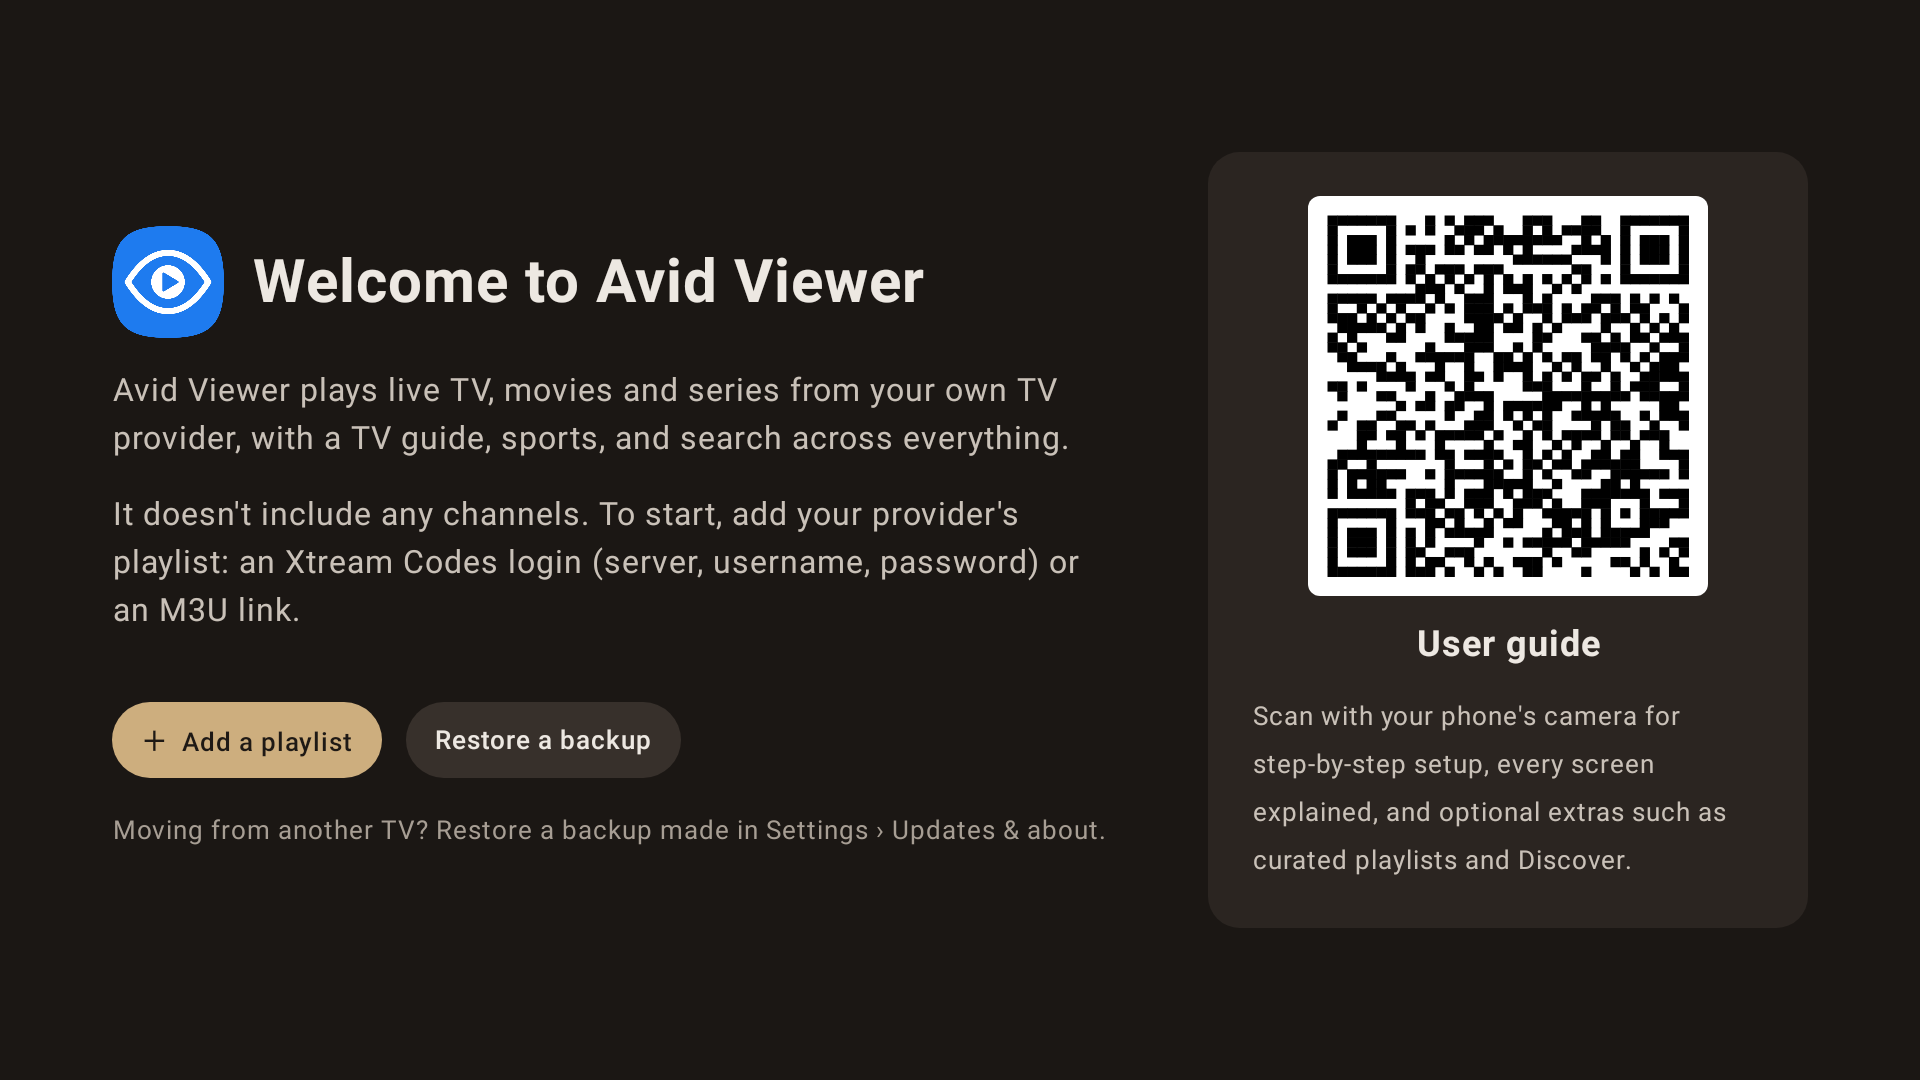 Welcome to Avid Viewer
Avid Viewer plays live TV, movies and series from your own TV
provider, with a TV guide, sports, and search across everything.
It doesn't include any channels. To start, add your provider's
playlist: an Xtream Codes login (server, username, password) or
an M3U link.
+ Add a playlist
Restore a backup
Moving from another TV? Restore a backup made in Settings › Updates & about.
User guide
Scan with your phone's camera for
step-by-step setup, every screen
explained, and optional extras such as
curated playlists and Discover.